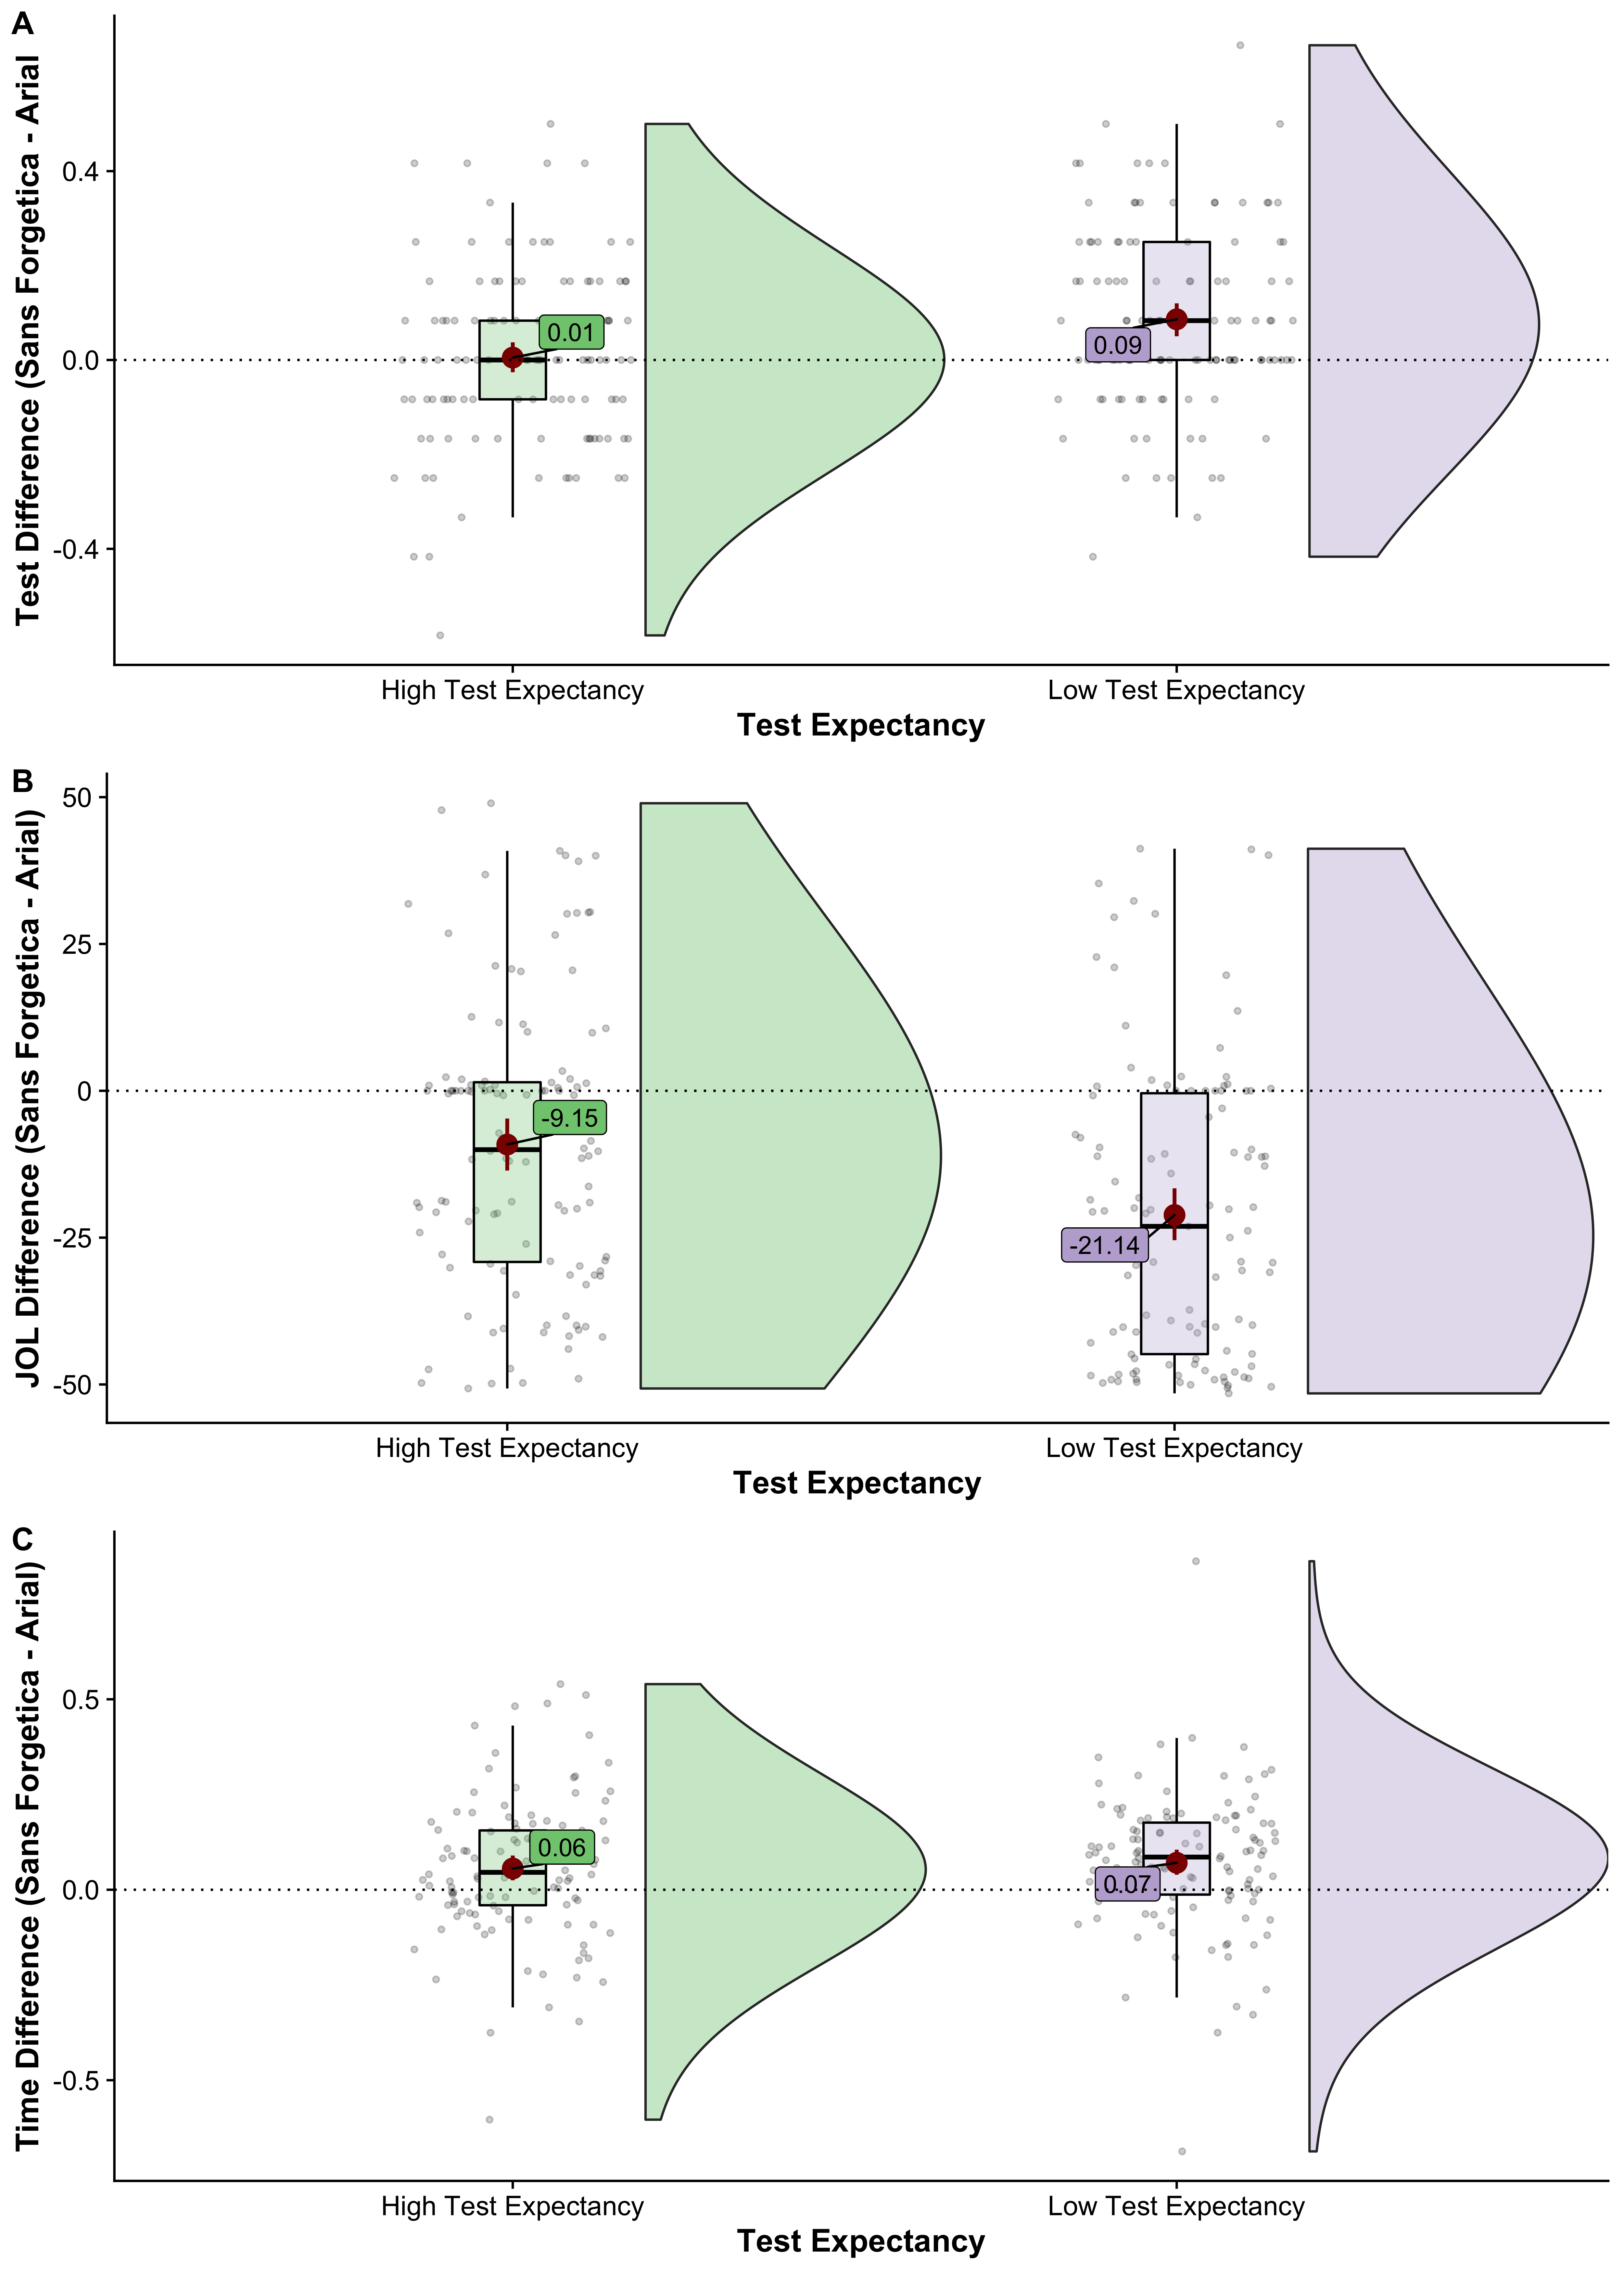 A
Test Difference (Sans Forgetica - Arial
0.4
0.0
-0.4
0.01
0.09
High Test Expectancy
Low Test Expectancy
Test Expectancy
B
JOL Difference (Sans Forgetica - Arial)
50
25
0
-25
-50
-9.15
-21.14
High Test Expectancy
Low Test Expectancy
Test Expectancy
C
Time Difference (Sans Forgetica - Arial)
0.5
0.0
-0.5
0.06
0.07
High Test Expectancy
Low Test Expectancy
Test Expectancy